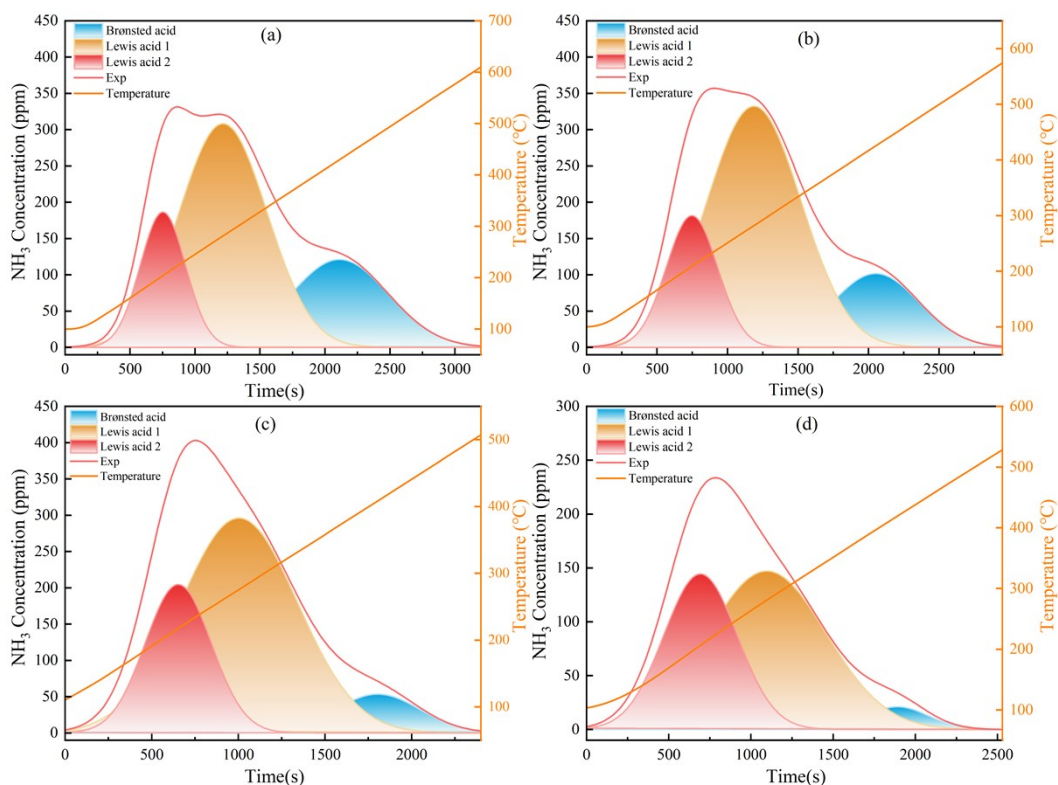 (a)
Brønsted acid
Lewis acid 1
Lewis acid 2
Exp
Temperature
450
400
350
300
250
200
150
100
50
0
NH3 Concentration (ppm)
0 500 1000 1500 2000 2500 3000
Time(s)
700
600
500
400
300
200
100
Temperature (℃)
(b)
Brønsted acid
Lewis acid 1
Lewis acid 2
Exp
Temperature
450
400
350
300
250
200
150
100
50
0
NH3 Concentration (ppm)
0 500 1000 1500 2000 2500
Time(s)
600
500
400
300
200
100
Temperature (℃)
(c)
Brønsted acid
Lewis acid 1
Lewis acid 2
Exp
Temperature
450
400
350
300
250
200
150
100
50
0
NH3 Concentration (ppm)
0 500 1000 1500 2000
Time(s)
500
400
300
200
100
Temperature (℃)
(d)
Brønsted acid
Lewis acid 1
Lewis acid 2
Exp
Temperature
300
250
200
150
100
50
0
NH3 Concentration (ppm)
0 500 1000 1500 2000 2500
Time(s)
600
500
400
300
200
100
Temperature (℃)